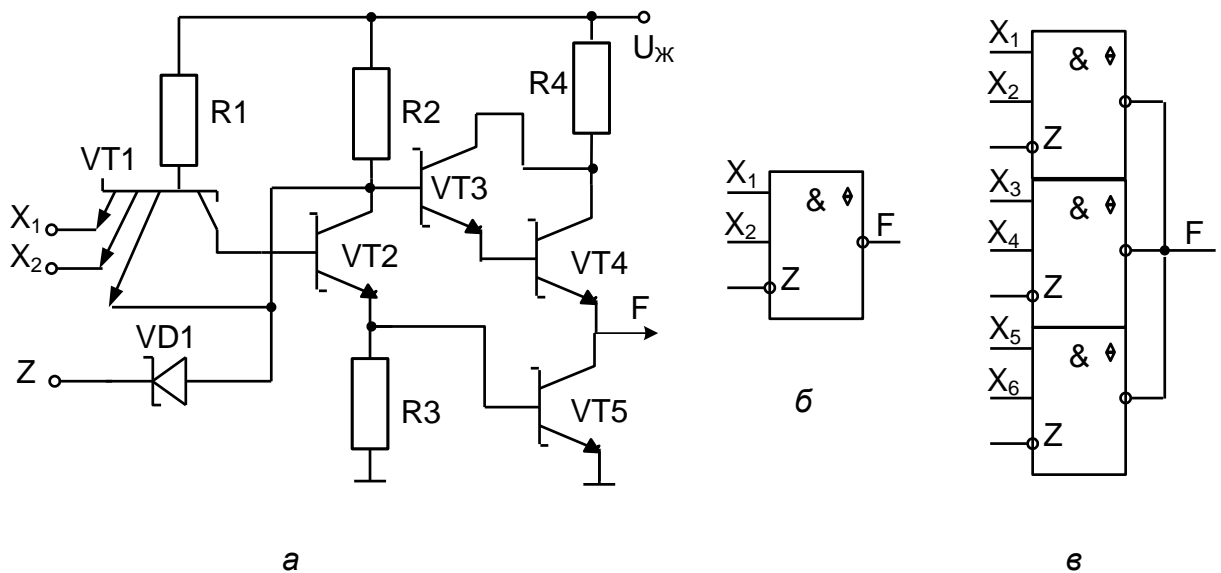 UЖ
R1
R2
R4
VT1
VT3
X1
X2
VT2
VT4
F
VD1
Z
R3
VT5
а
X1
X2
&
Z
F
б
X1
X2
&
Z
X3
X4
&
Z
F
X5
X6
&
Z
в